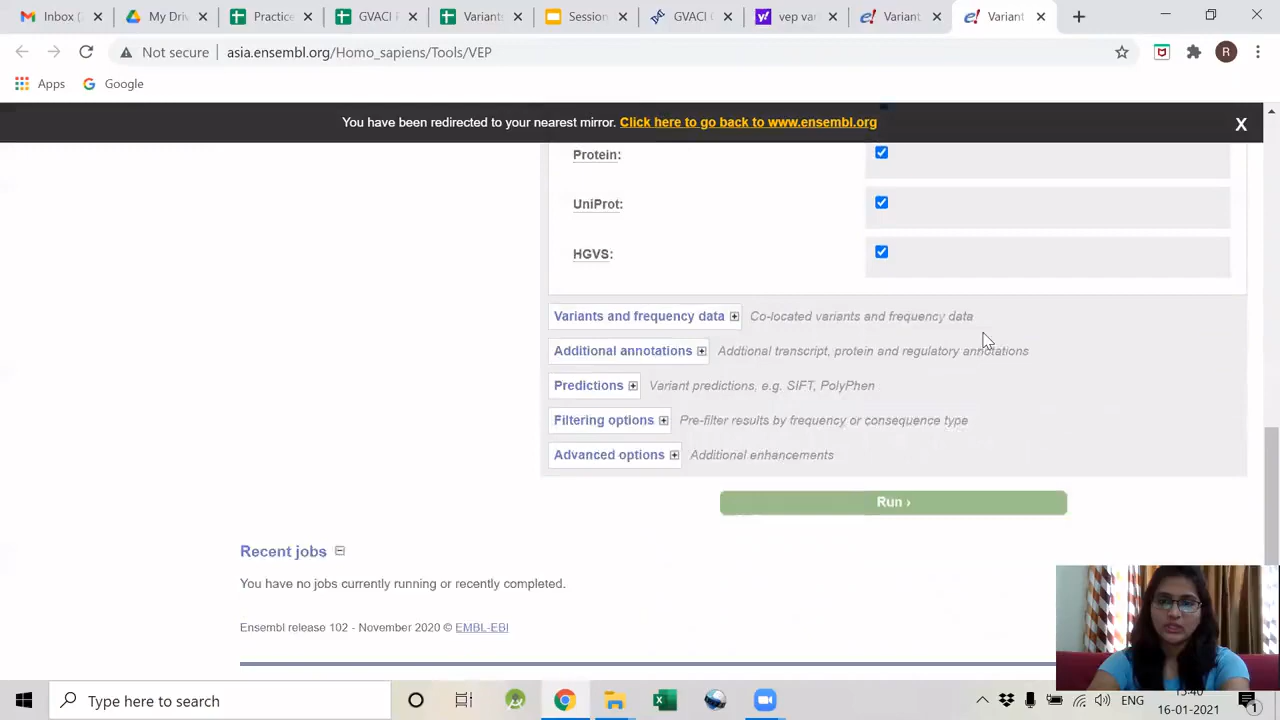 Inbox
My Dri
Practice
GVACI
Variants
Session
GVACI
vep var
Variant
Variant
Not secure asia.ensembl.org/Homo_sapiens/Tools/VEP
R
Apps Google
You have been redirected to your nearest mirror. Click here to go back to www.ensembl.org X
Protein:
UniProt:
HGVS:
Variants and frequency data Co-located variants and frequency data
Additional annotations Addtional transcript, protein and regulatory annotations
Predictions Variant predictions, e.g. SIFT, PolyPhen
Filtering options Pre-filter results by frequency or consequence type
Advanced options Additional enhancements
Run ›
Recent jobs
You have no jobs currently running or recently completed.
Ensembl release 102 - November 2020 © EMBL-EBI
Type here to search
ENG
13:40
16-01-2021
1